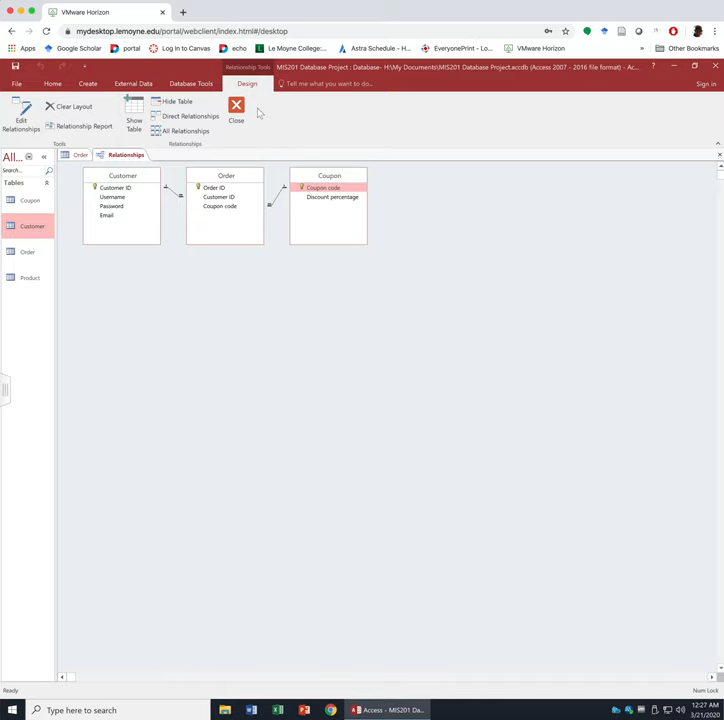 VMware Horizon
mydesktop.lemoyne.edu/portal/webclient/index.html#/desktop
Apps Google Scholar portal Log In to Canvas echo Le Moyne College:... Astra Schedule - H... EveryonePrint - Lo... VMware Horizon » Other Bookmarks
Relationship Tools MIS201 Database Project : Database- H:\My Documents\MIS201 Database Project.accdb (Access 2007 - 2016 file format) - Ac... ?
File Home Create External Data Database Tools Design Tell me what you want to do... Sign in
Edit Relationships
Clear Layout
Relationship Report
Tools
Show Table
Hide Table
Direct Relationships
All Relationships
Relationships
Close
All... «
Search...
Tables
Coupon
Customer
Order
Product
Order Relationships
Customer
Customer ID
Username
Password
Email
Order
Order ID
Customer ID
Coupon code
Coupon
Coupon code
Discount percentage
Ready Num Lock
Type here to search
Access - MIS201 Da...
12:27 AM
3/21/2020